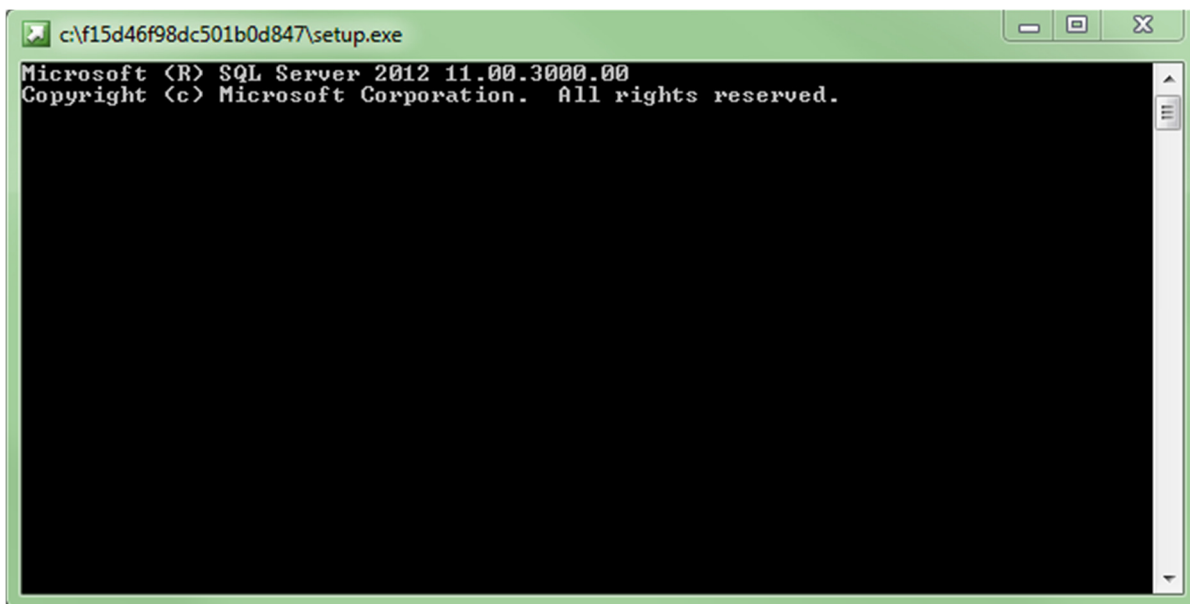 c:\f15d46f98dc501b0d847\setup.exe
Microsoft (R) SQL Server 2012 11.00.3000.00
Copyright (c) Microsoft Corporation.  All rights reserved.